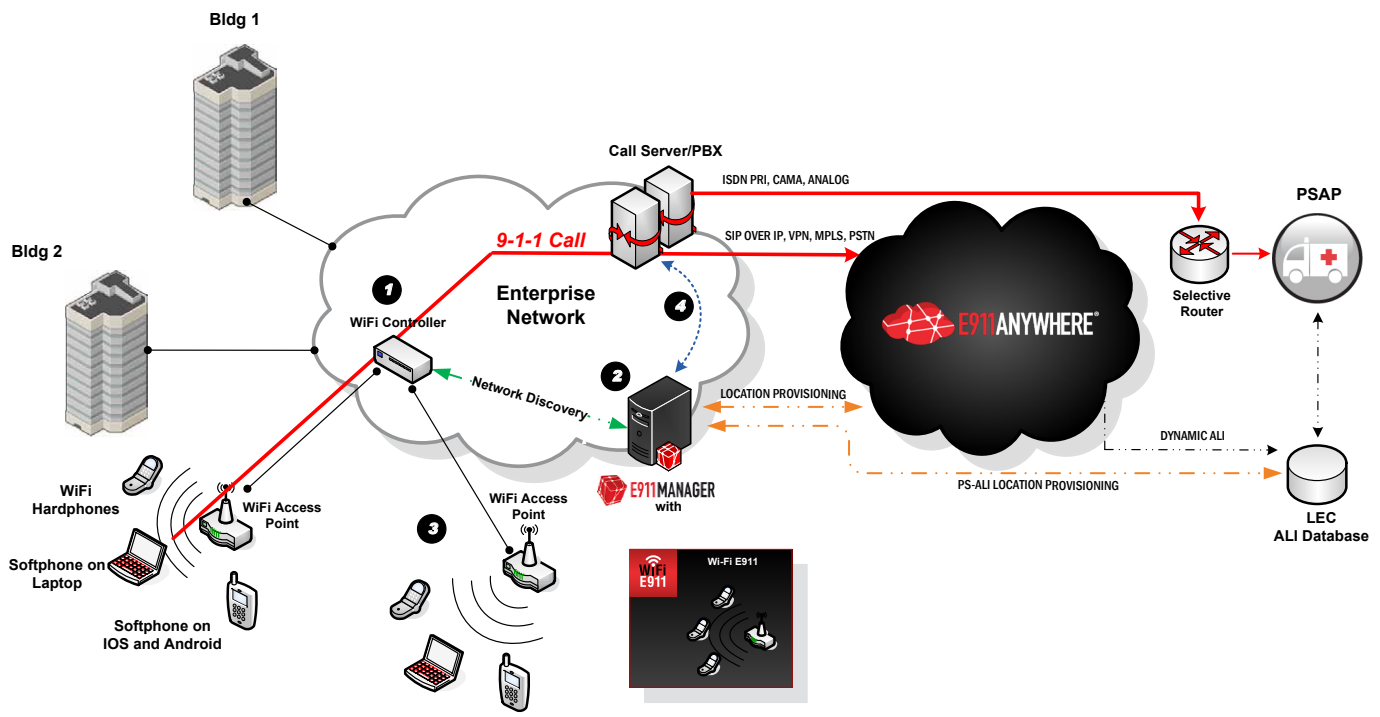 Bldg 1
Bldg 2
Call Server/PBX
ISDN PRI, CAMA, ANALOG
PSAP
9-1-1 Call
SIP OVER IP, VPN, MPLS, PSTN
1
Enterprise
Network
4
Selective
Router
WiFi Controller
E911ANYWHERE®
2
Network Discovery
LOCATION PROVISIONING
DYNAMIC ALI
WiFi
Hardphones
WiFi Access
Point
E911MANAGER
with
PS-ALI LOCATION PROVISIONING
LEC
ALI Database
WiFi Access
Point
3
Softphone on
Laptop
Softphone on
IOS and Android
WiFi
E911
Wi-Fi E911